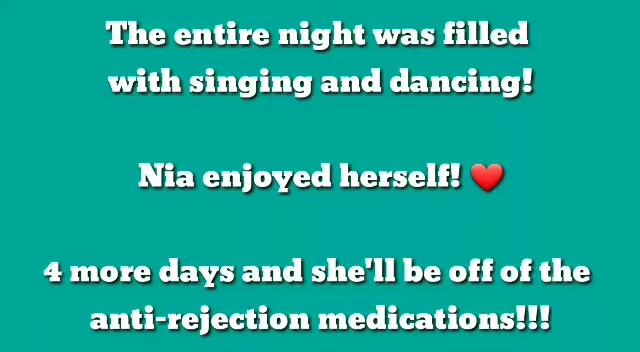 The entire night was filled
with singing and dancing!
Nia enjoyed herself! ❤️
4 more days and she'll be off of the
anti-rejection medications!!!